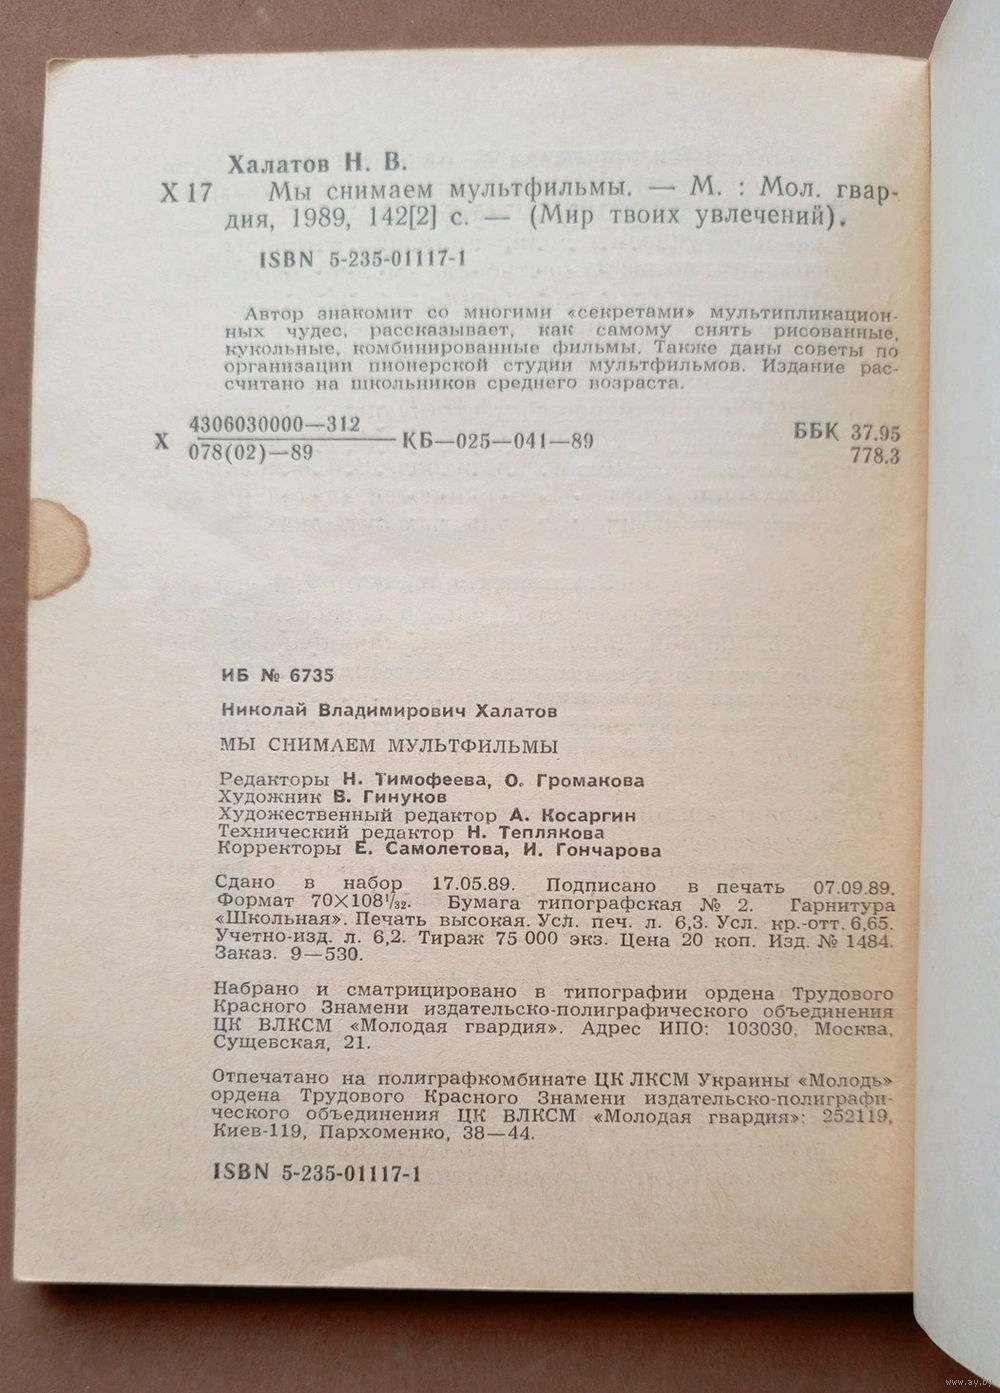 Халатов Н. В.
Х 17 Мы снимаем мультфильмы. — М. : Мол. гвар-
дия, 1989, 142[2] с. — (Мир твоих увлечений).
ISBN 5-235-01117-1
Автор знакомит со многими «секретами» мультипликацион-
ных чудес, рассказывает, как самому снять рисованные,
кукольные, комбинированные фильмы. Также даны советы по
организации пионерской студии мультфильмов. Издание рас-
считано на школьников среднего возраста.
Х 4306030000—312
078(02)—89 КБ—025—041—89
ББК 37.95
778.3
ИБ № 6735
Николай Владимирович Халатов
МЫ СНИМАЕМ МУЛЬТФИЛЬМЫ
Редакторы Н. Тимофеева, О. Громакова
Художник В. Гинуков
Художественный редактор А. Косаргин
Технический редактор Н. Теплякова
Корректоры Е. Самолетова, И. Гончарова
Сдано в набор 17.05.89. Подписано в печать 07.09.89.
Формат 70×108¹/₃₂. Бумага типографская № 2. Гарнитура
«Школьная». Печать высокая. Усл. печ. л. 6,3. Усл. кр.-отт. 6,65.
Учетно-изд. л. 6,2. Тираж 75 000 экз. Цена 20 коп. Изд. № 1484.
Заказ. 9—530.
Набрано и сматрицировано в типографии ордена Трудового
Красного Знамени издательско-полиграфического объединения
ЦК ВЛКСМ «Молодая гвардия». Адрес ИПО: 103030, Москва,
Сущевская, 21.
Отпечатано на полиграфкомбинате ЦК ЛКСМ Украины «Молодь»
ордена Трудового Красного Знамени издательско-полиграфи-
ческого объединения ЦК ВЛКСМ «Молодая гвардия»: 252119,
Киев-119, Пархоменко, 38—44.
ISBN 5-235-01117-1
www.ay.by